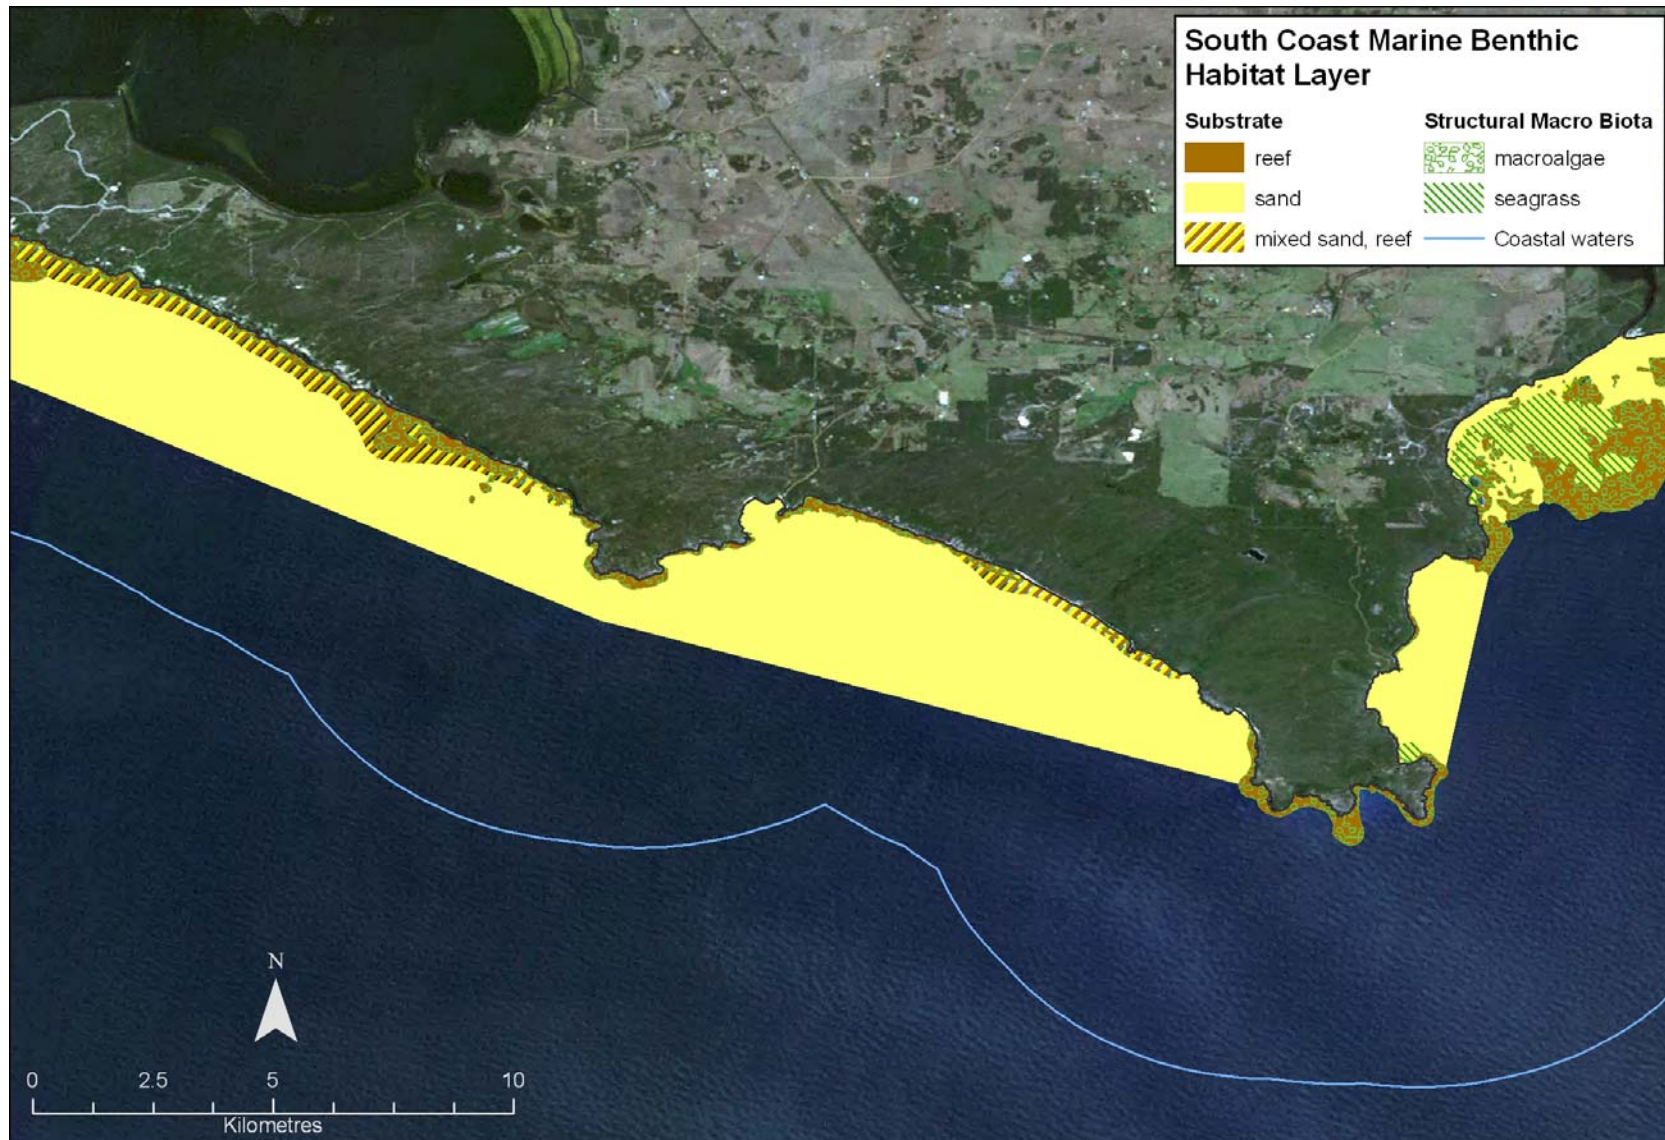 South Coast Marine Benthic
Habitat Layer
Substrate
Structural Macro Biota
reef
macroalgae
sand
seagrass
mixed sand, reef
Coastal waters
N
0 2.5 5 10
Kilometres